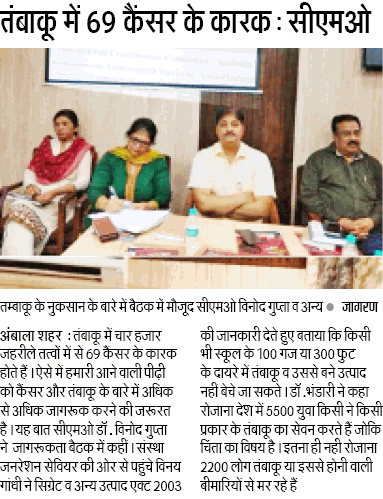 तंबाकू में 69 कैंसर के कारक : सीएमओ
तम्बाकू के नुकसान के बारे में बैठक में मौजूद सीएमओ विनोद गुप्ता व अन्य ● जागरण
अंबाला शहर : तंबाकू में चार हजार
जहरीले तत्वों में से 69 कैंसर के कारक
होते हैं । ऐसे में हमारी आने वाली पीढ़ी
को कैंसर और तंबाकू के बारे में अधिक
से अधिक जागरूक करने की जरूरत
है । यह बात सीएमओ डॉ . विनोद गुप्ता
ने जागरूकता बैठक में कहीं । संस्था
जनरेशन सेवियर की ओर से पहुंचे विनय
गांधी ने सिग्रेट व अन्य उत्पाद एक्ट 2003
की जानकारी देते हुए बताया कि किसी
भी स्कूल के 100 गज या 300 फुट
के दायरे में तंबाकू व उससे बने उत्पाद
नहीं बेचे जा सकते । डॉ .भंडारी ने कहा
रोजाना देश में 5500 युवा किसी ने किसी
प्रकार के तंबाकू का सेवन करते हैं जोकि
चिंता का विषय है । इतना ही नही रोजाना
2200 लोग तंबाकू या इससे होनी वाली
बीमारियों से मर रहे हैं